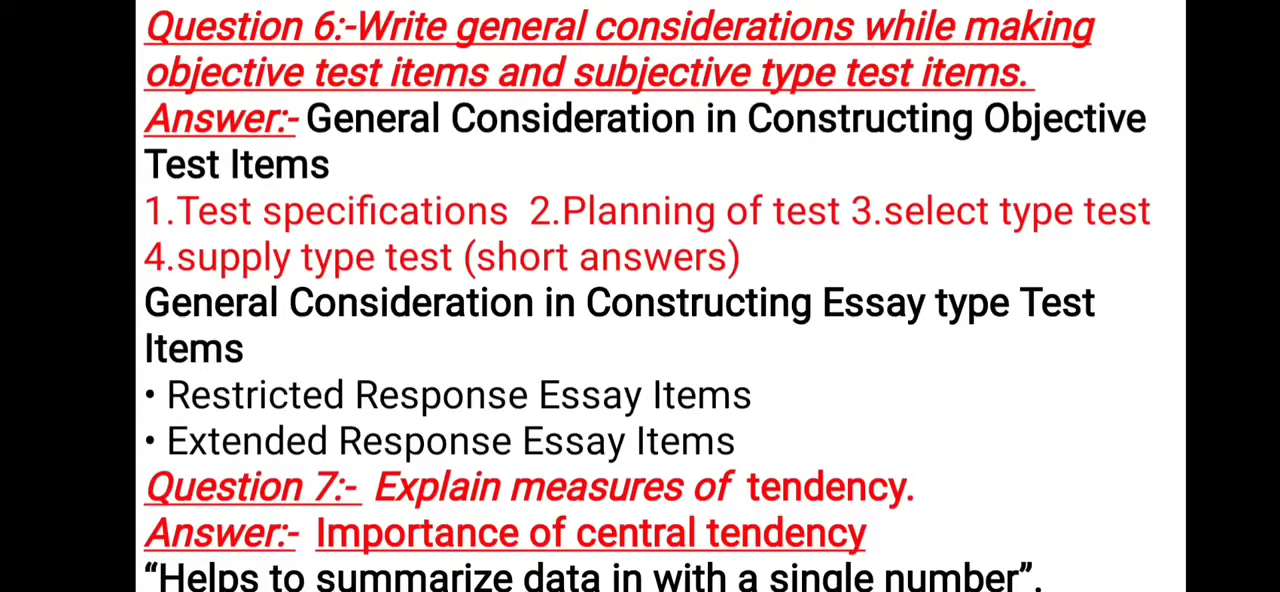 Question 6:-Write general considerations while making
objective test items and subjective type test items.
Answer:- General Consideration in Constructing Objective
Test Items
1.Test specifications  2.Planning of test 3.select type test
4.supply type test (short answers)
General Consideration in Constructing Essay type Test
Items
• Restricted Response Essay Items
• Extended Response Essay Items
Question 7:-  Explain measures of tendency.
Answer:-  Importance of central tendency
“Helps to summarize data in with a single number”.